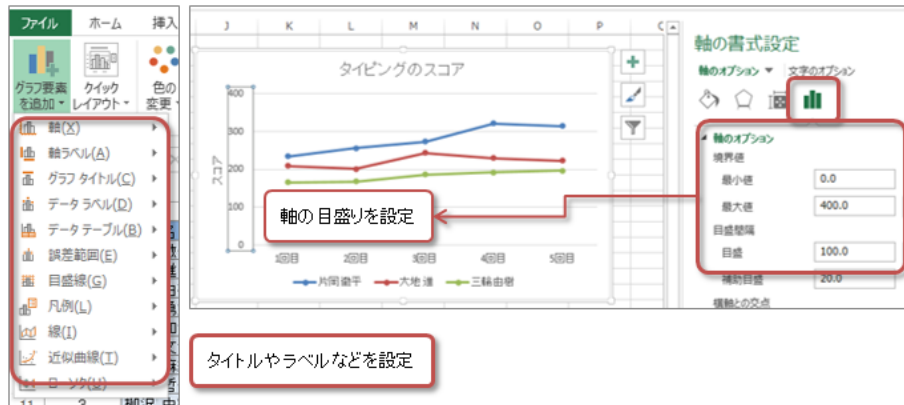 ファイル ホーム 挿入
グラフ要素
を追加
クイック
レイアウト
色の
変更
軸(X)
軸ラベル(A)
グラフ タイトル(C)
データ ラベル(D)
データ テーブル(B)
誤差範囲(E)
目盛線(G)
凡例(L)
線(I)
近似曲線(T)
ローソク(U)
11 3
J K L M N O P
タイピングのスコア
スコア
400
300
200
100
0
1回目 2回目 3回目 4回目 5回目
片岡 徹平 大地 進 三輪 由樹
軸の目盛りを設定
タイトルやラベルなどを設定
軸の書式設定
軸のオプション 文字のオプション
軸のオプション
境界値
最小値 0.0
最大値 400.0
目盛間隔
目盛 100.0
補助目盛 20.0
横軸との交点